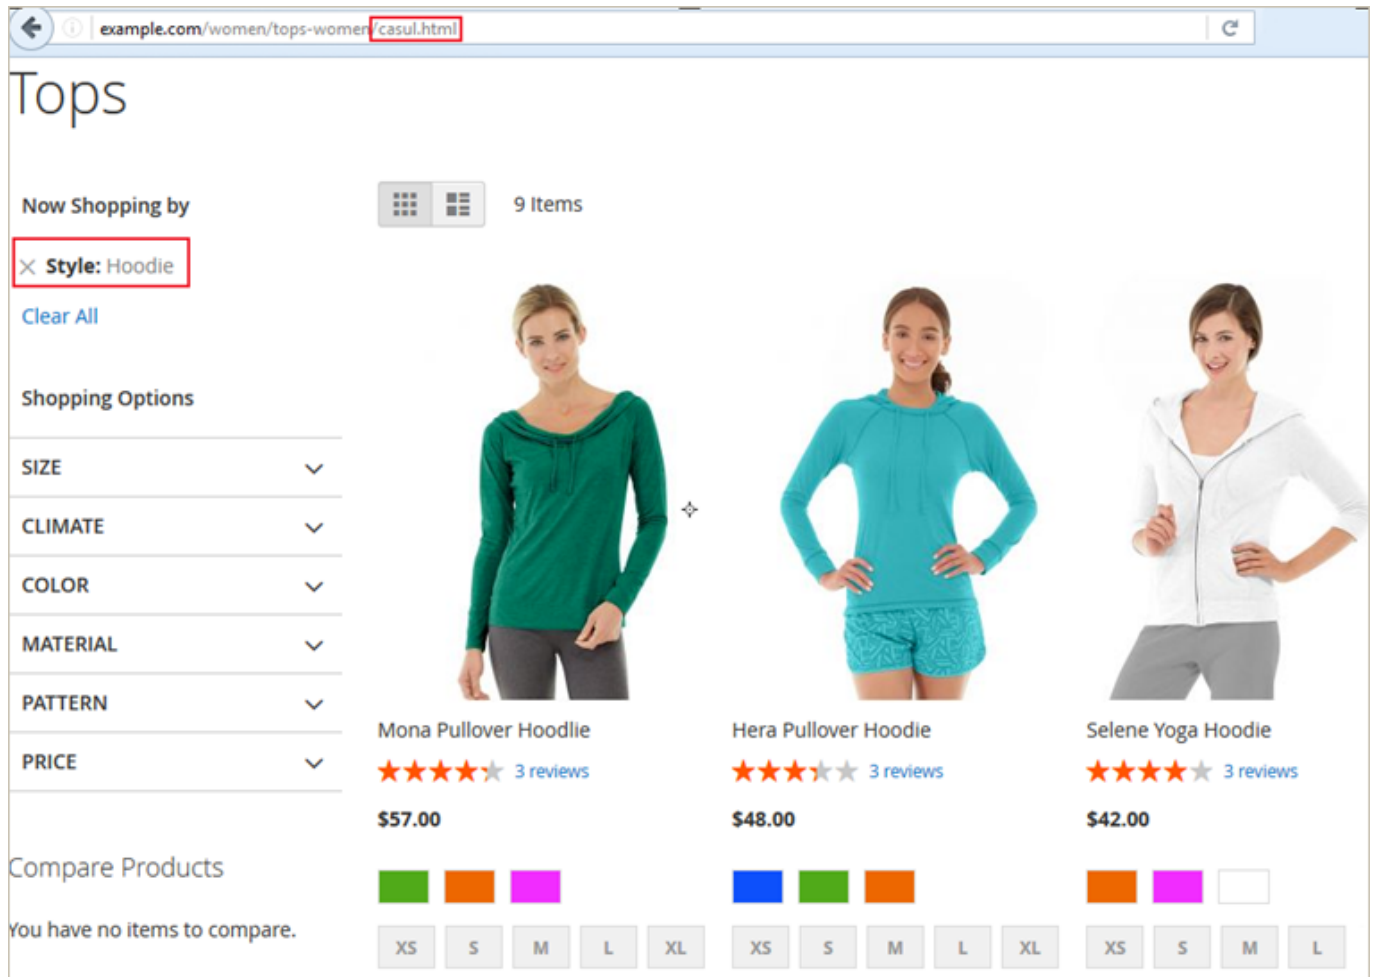 example.com/women/tops-women/casul.html
Tops
Now Shopping by
9 Items
Style: Hoodie
Clear All
Shopping Options
SIZE
CLIMATE
COLOR
MATERIAL
PATTERN
PRICE
Mona Pullover Hoodlie
3 reviews
$57.00
XS S M L XL
Hera Pullover Hoodie
3 reviews
$48.00
XS S M L XL
Selene Yoga Hoodie
3 reviews
$42.00
XS S M L
Compare Products
You have no items to compare.